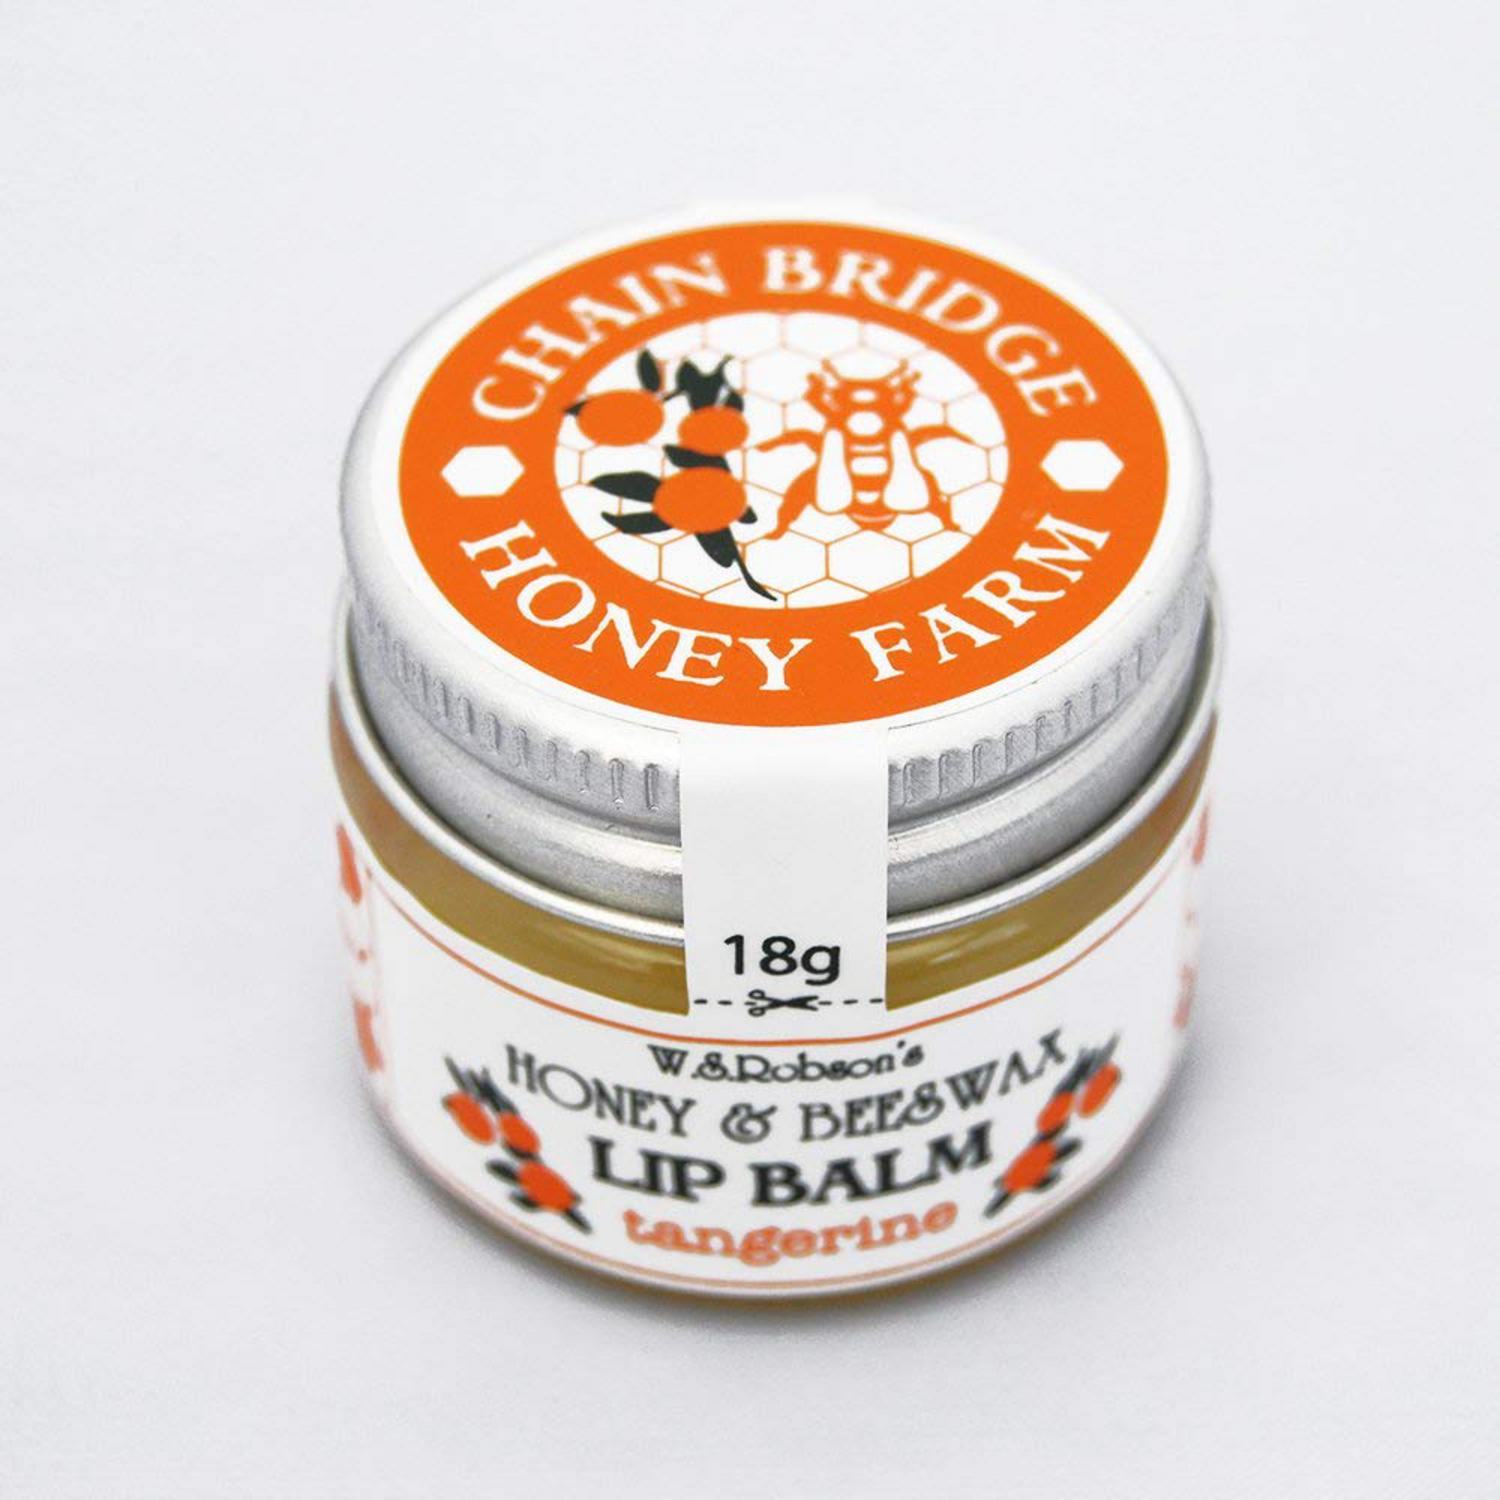 CHAIN BRIDGE
HONEY FARM
18g
W.S.Robson's
HONEY & BEESWAX
LIP BALM
tangerine